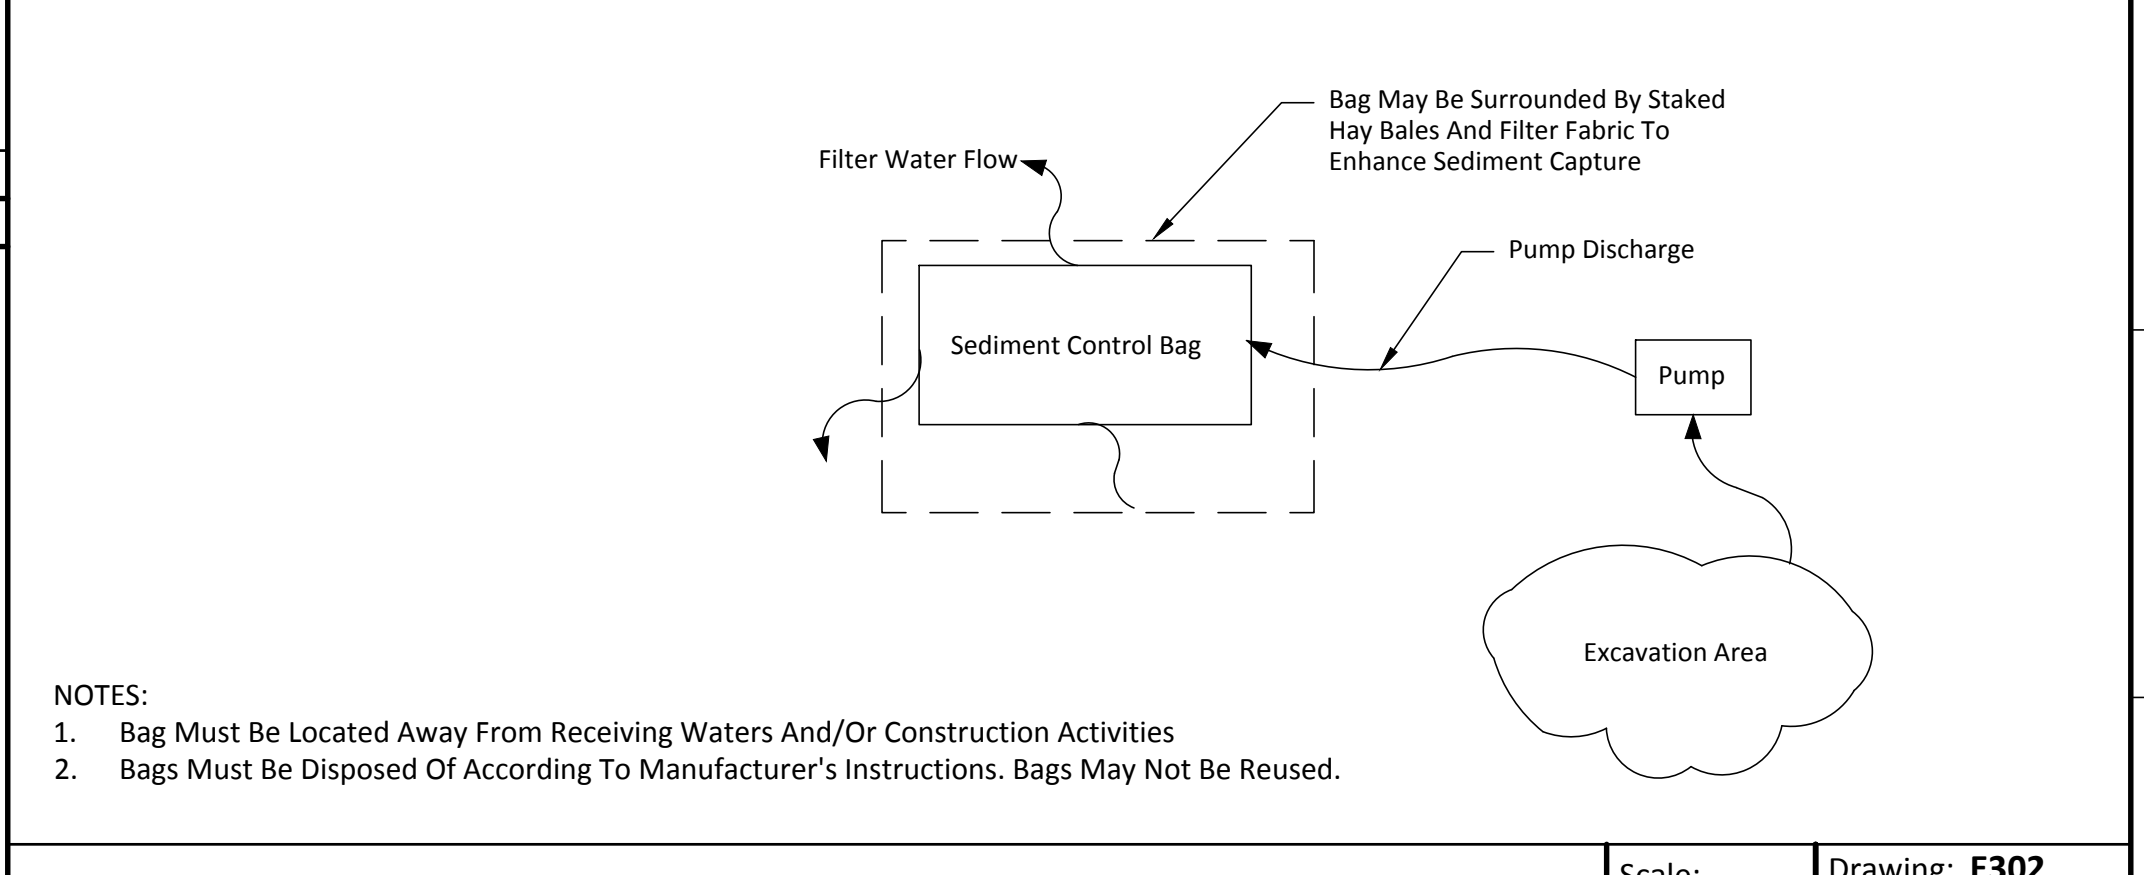 Bag May Be Surrounded By Staked
Hay Bales And Filter Fabric To
Enhance Sediment Capture
Filter Water Flow
Pump Discharge
Sediment Control Bag
Pump
Excavation Area
NOTES:
1. Bag Must Be Located Away From Receiving Waters And/Or Construction Activities
2. Bags Must Be Disposed Of According To Manufacturer's Instructions. Bags May Not Be Reused.
Scale:
Drawing: E302